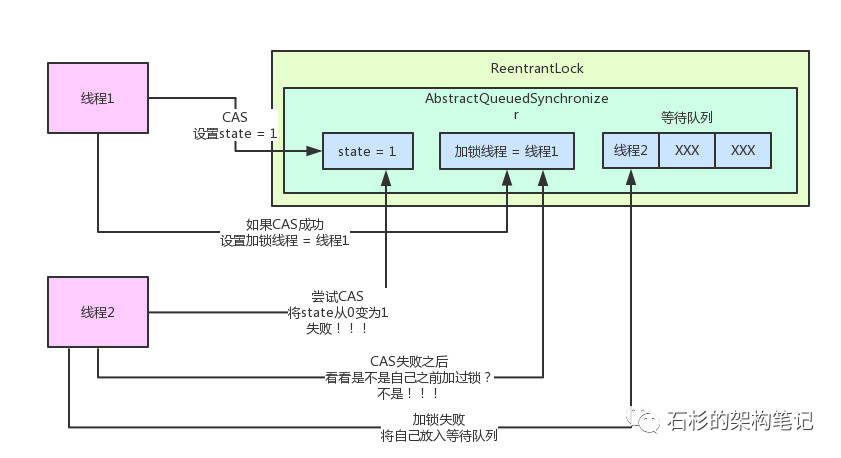 ReentrantLock
AbstractQueuedSynchronize
r
等待队列
线程1
CAS
设置state = 1
state = 1
加锁线程 = 线程1
线程2
XXX
XXX
如果CAS成功
设置加锁线程 = 线程1
线程2
尝试CAS
将state从0变为1
失败！！！
CAS失败之后
看看是不是自己之前加过锁？
不是！！！
加锁失败
将自己放入等待队列
石杉的架构笔记